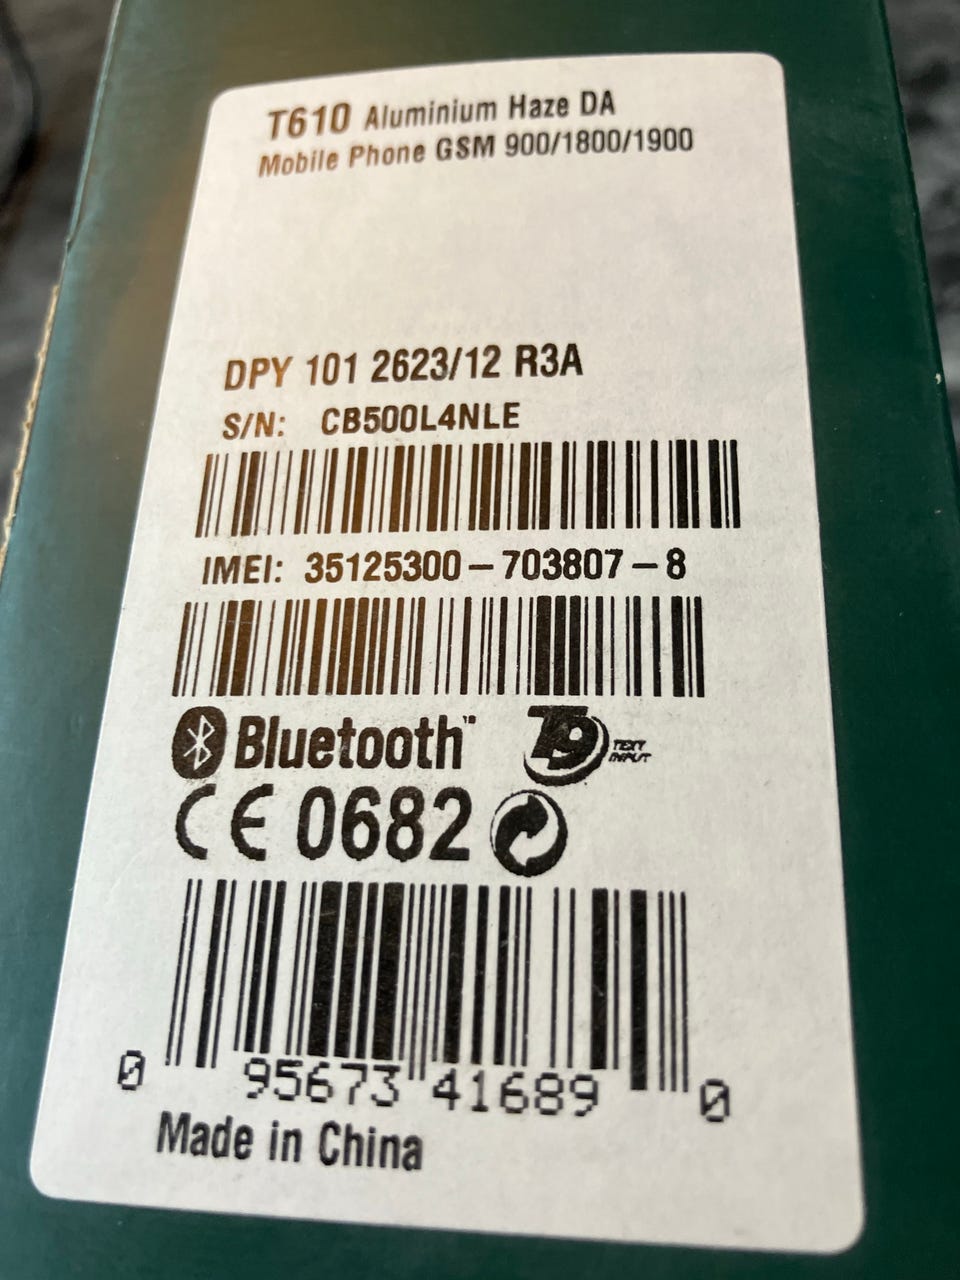 T610 Aluminium Haze DA
Mobile Phone GSM 900/1800/1900
DPY 101 2623/12 R3A
S/N: CB500L4NLE
IMEI: 35125300-703807-8
Bluetooth™ T9 TEXT INPUT
CE 0682
0 95673 41689 0
Made in China